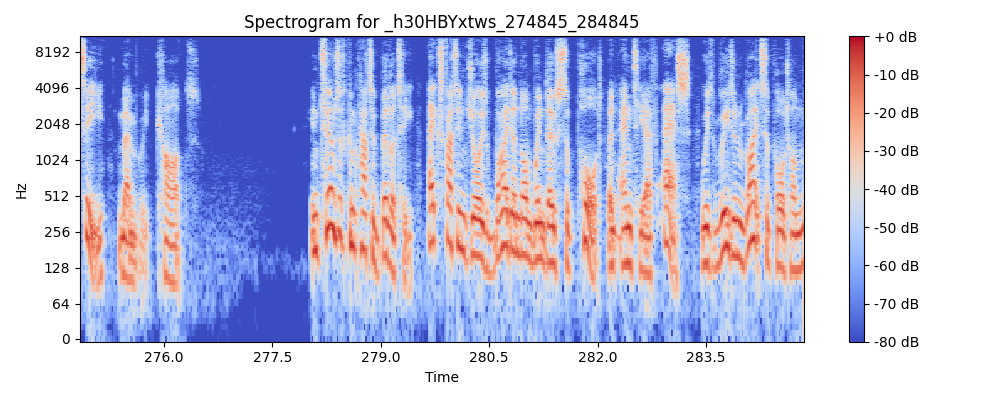 Spectrogram for _h30HBYxtws_274845_284845
8192
4096
2048
1024
512
256
128
64
0
Hz
276.0
277.5
279.0
280.5
282.0
283.5
Time
+0 dB
-10 dB
-20 dB
-30 dB
-40 dB
-50 dB
-60 dB
-70 dB
-80 dB